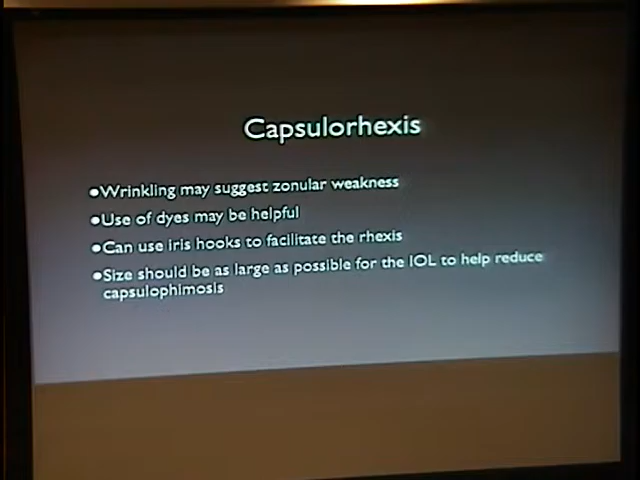 Capsulorhexis
●Wrinkling may suggest zonular weakness
●Use of dyes may be helpful
●Can use iris hooks to facilitate the rhexis
●Size should be as large as possible for the IOL to help reduce
capsulophimosis